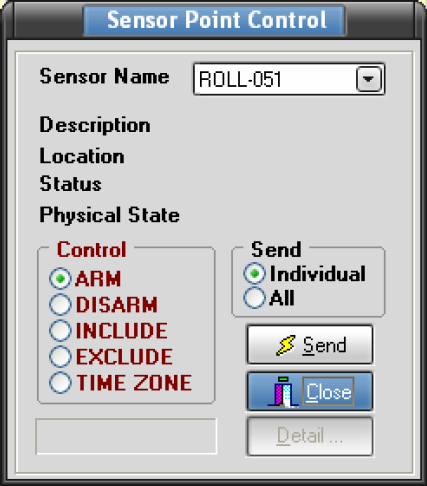 Sensor Point Control
Sensor Name ROLL-051
Description
Location
Status
Physical State
Control
ARM
DISARM
INCLUDE
EXCLUDE
TIME ZONE
Send
Individual
All
Send
Close
Detail ...